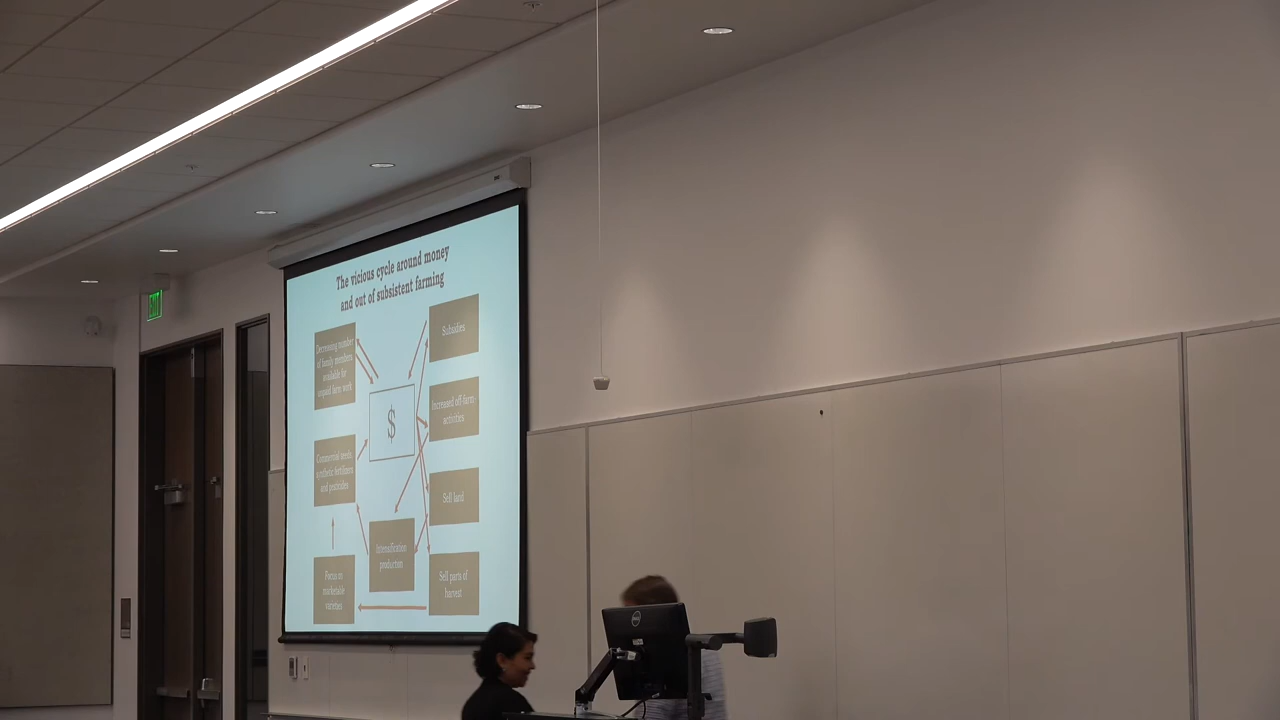 The vicious cycle around money
and out of subsistent farming
Decreasing number
of family members
available for
unpaid farm work
Subsidies
$
Increased off-farm
activities
Commercial seeds,
synthetic fertilizers
and pesticides
Sell land
Intensification
production
Focus to
marketable
varieties
Sell parts of
harvest
EXIT
DELL